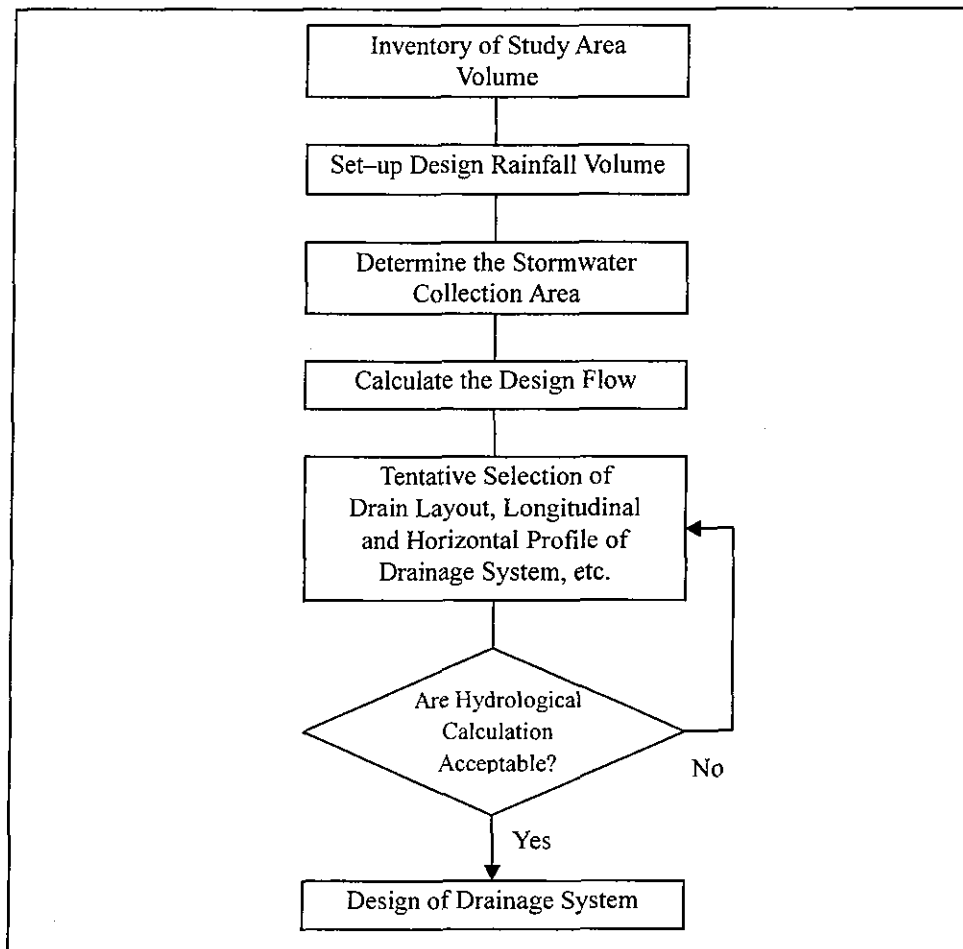 Inventory of Study Area
Volume
Set–up Design Rainfall Volume
Determine the Stormwater
Collection Area
Calculate the Design Flow
Tentative Selection of
Drain Layout, Longitudinal
and Horizontal Profile of
Drainage System, etc.
Are Hydrological
Calculation
Acceptable?
No
Yes
Design of Drainage System